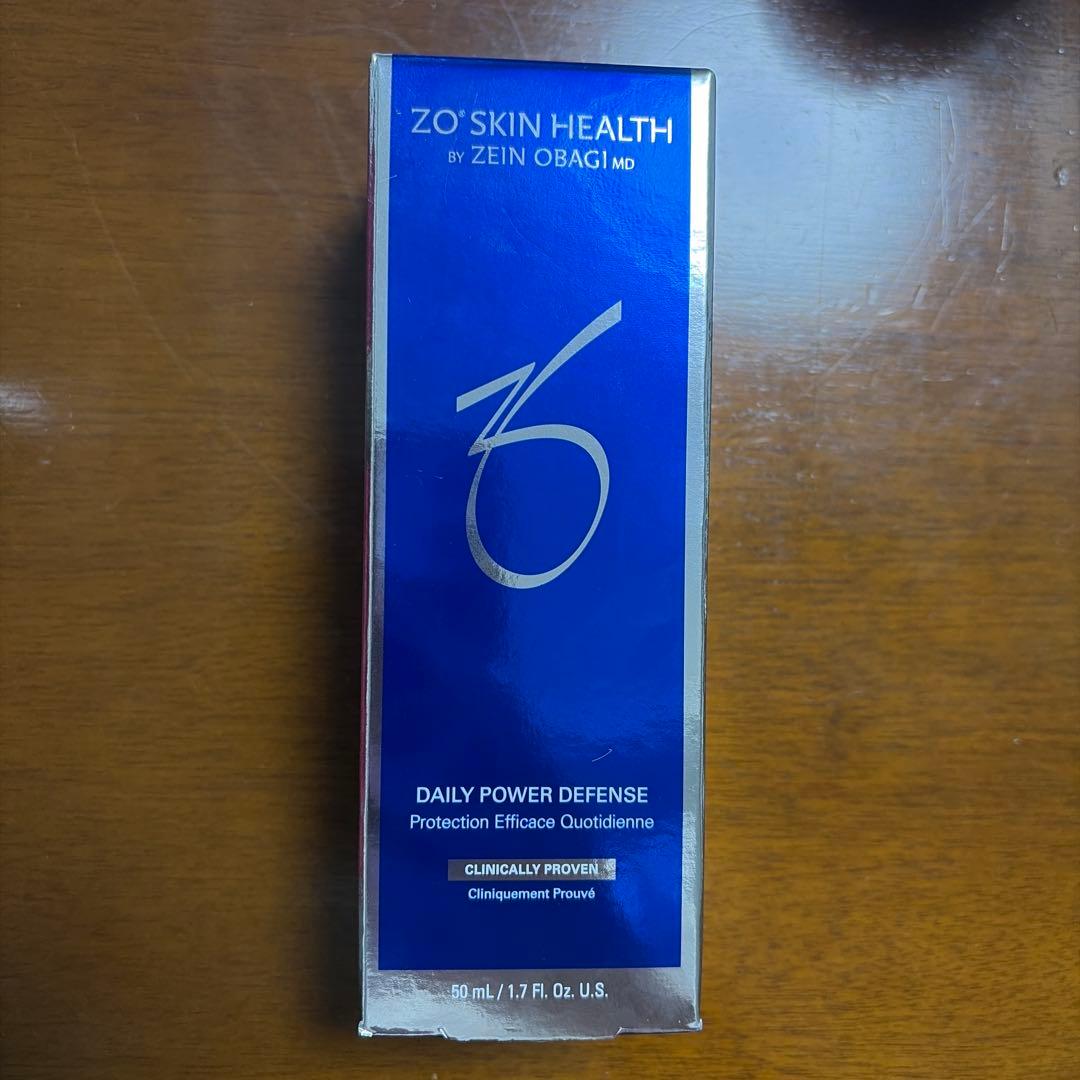 ZO® SKIN HEALTH
BY ZEIN OBAGI MD
ZO
DAILY POWER DEFENSE
Protection Efficace Quotidienne
CLINICALLY PROVEN
Cliniquement Prouvé
50 mL / 1.7 Fl. Oz. U.S.